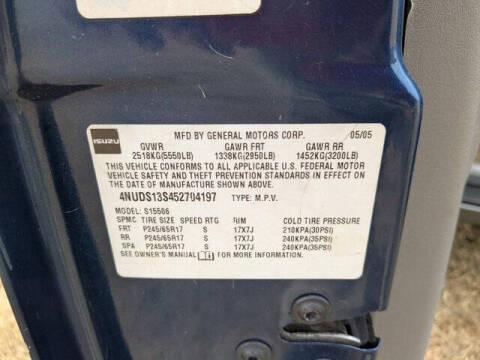 ISUZU
MFD BY GENERAL MOTORS CORP. 05/05
GVWR GAWR FRT GAWR RR
2518KG(5550LB) 1338KG(2950LB) 1452KG(3200LB)
THIS VEHICLE CONFORMS TO ALL APPLICABLE U.S. FEDERAL MOTOR
VEHICLE SAFETY AND THEFT PREVENTION STANDARDS IN EFFECT ON
THE DATE OF MANUFACTURE SHOWN ABOVE.
4NUDS13S452704197 TYPE: M.P.V.
MODEL: S15506
SPMC TIRE SIZE SPEED RTG RIM COLD TIRE PRESSURE
FRT P245/65R17 S 17X7J 210KPA(30PSI)
RR P245/65R17 S 17X7J 240KPA(35PSI)
SPA P245/65R17 S 17X7J 240KPA(35PSI)
SEE OWNER'S MANUAL FOR MORE INFORMATION.